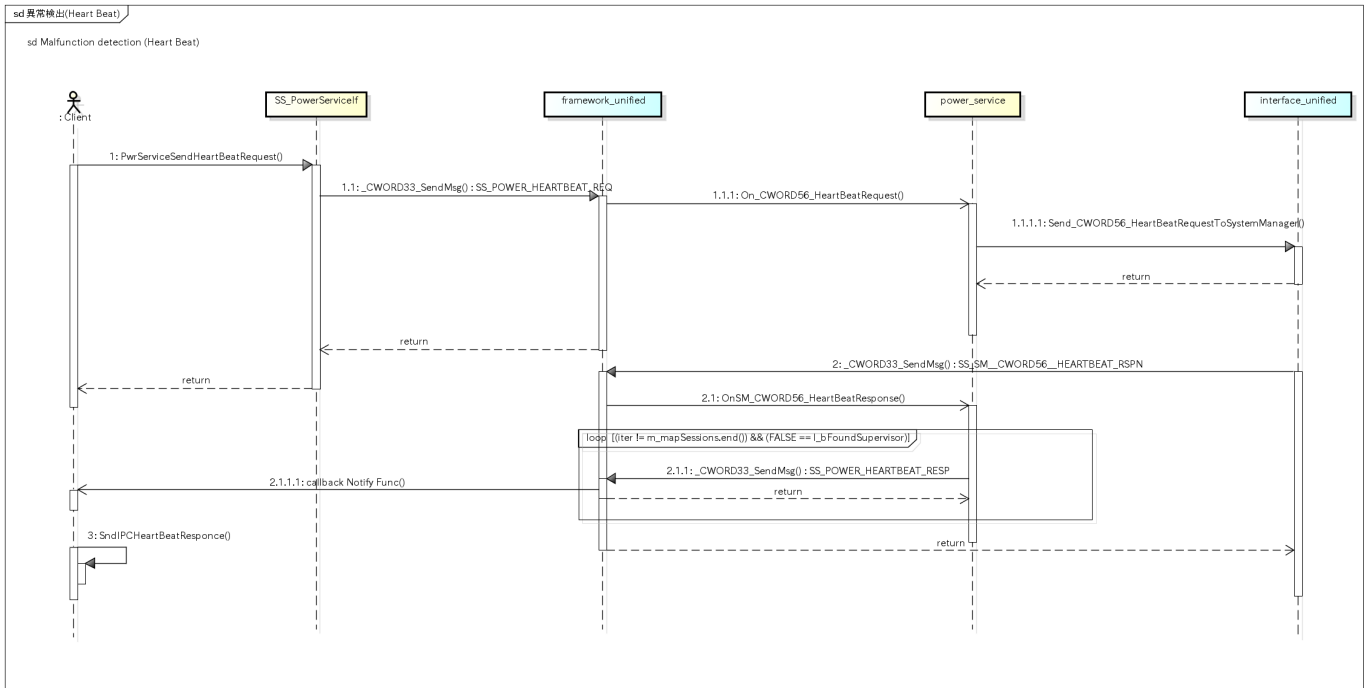 sd 異常検出(Heart Beat)
sd Malfunction detection (Heart Beat)
: Client
SS_PowerServiceIf
framework_unified
power_service
interface_unified
1: PwrServiceSendHeartBeatRequest()
1.1: _CWORD33_SendMsg() : SS_POWER_HEARTBEAT_REQ
1.1.1: On_CWORD56_HeartBeatRequest()
1.1.1.1: Send_CWORD56_HeartBeatRequestToSystemManager()
return
return
2: _CWORD33_SendMsg() : SS_SM__CWORD56__HEARTBEAT_RSPN
return
2.1: OnSM_CWORD56_HeartBeatResponse()
loop [(iter != m_mapSessions.end()) && (FALSE == l_bFoundSupervisor)]
2.1.1: _CWORD33_SendMsg() : SS_POWER_HEARTBEAT_RESP
2.1.1.1: callback Notify Func()
return
3: SndIPCHeartBeatResponce()
return